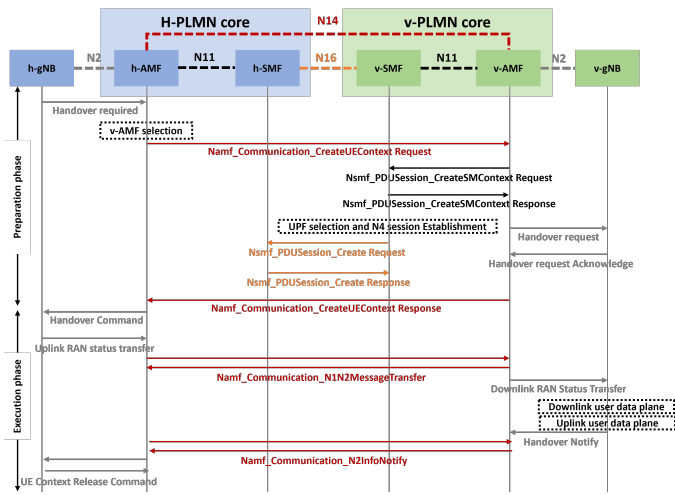 N14
H-PLMN core
v-PLMN core
N2
N11
N16
N11
N2
h-gNB
h-AMF
h-SMF
v-SMF
v-AMF
v-gNB
Handover required
v-AMF selection
Namf_Communication_CreateUEContext Request
Nsmf_PDUSession_CreateSMContext Request
Nsmf_PDUSession_CreateSMContext Response
UPF selection and N4 session Establishment
Handover request
Nsmf_PDUSession_Create Request
Handover request Acknowledge
Nsmf_PDUSession_Create Response
Preparation phase
Namf_Communication_CreateUEContext Response
Handover Command
Uplink RAN status transfer
Namf_Communication_N1N2MessageTransfer
Downlink RAN Status Transfer
Execution phase
Downlink user data plane
Uplink user data plane
Handover Notify
Namf_Communication_N2InfoNotify
UE Context Release Command